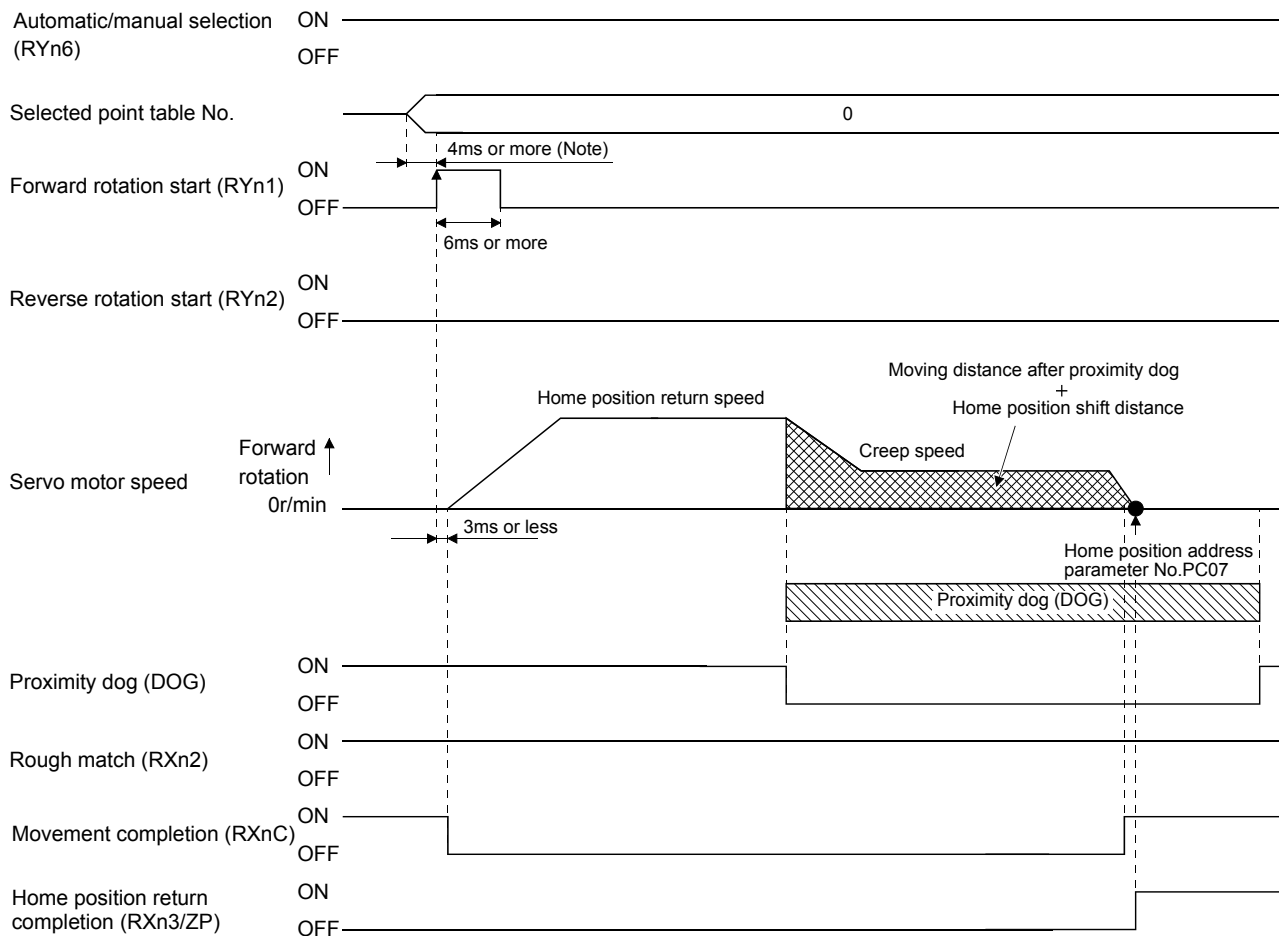 Automatic/manual selection
(RYn6)
ON
OFF
Selected point table No.
0
4ms or more (Note)
Forward rotation start (RYn1)
ON
OFF
6ms or more
Reverse rotation start (RYn2)
ON
OFF
Moving distance after proximity dog
+
Home position shift distance
Home position return speed
Creep speed
Servo motor speed
Forward
rotation
0r/min
3ms or less
Home position address
parameter No.PC07
Proximity dog (DOG)
Proximity dog (DOG)
ON
OFF
Rough match (RXn2)
ON
OFF
Movement completion (RXnC)
ON
OFF
Home position return
completion (RXn3/ZP)
ON
OFF